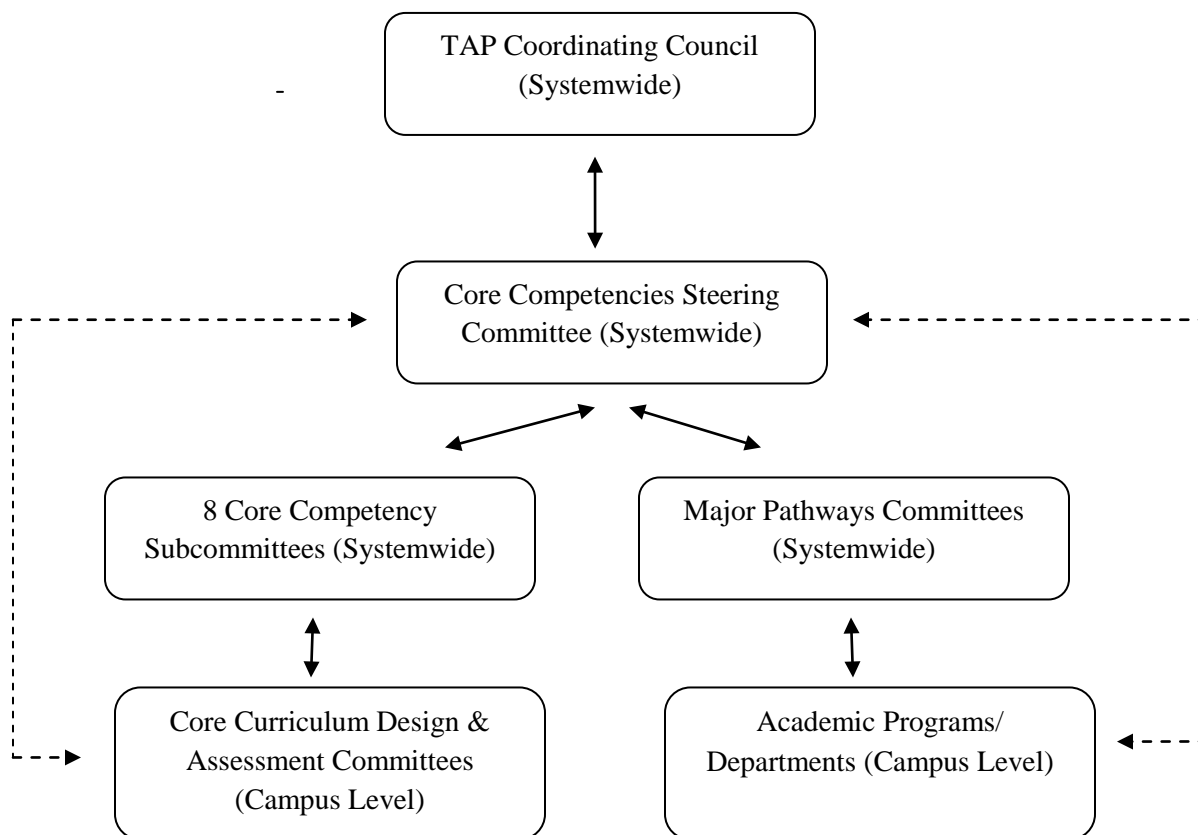 TAP Coordinating Council
(Systemwide)
-
Core Competencies Steering
Committee (Systemwide)
8 Core Competency
Subcommittees (Systemwide)
Major Pathways Committees
(Systemwide)
Core Curriculum Design &
Assessment Committees
(Campus Level)
Academic Programs/
Departments (Campus Level)